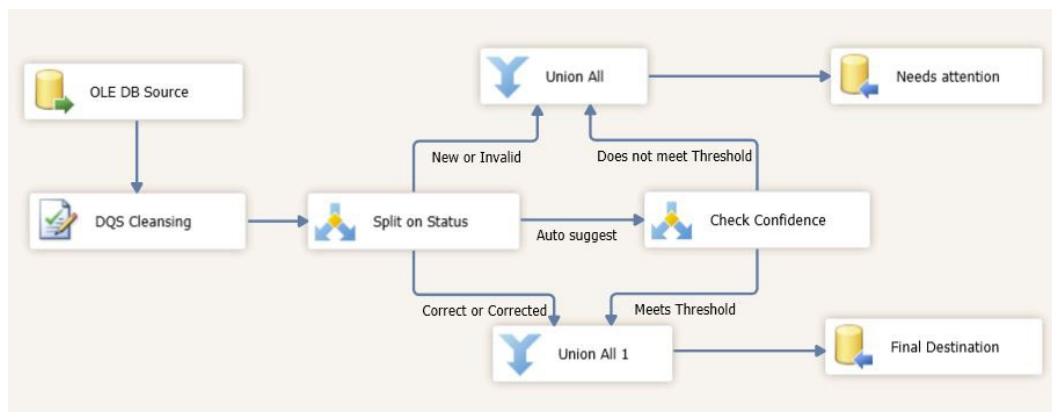 OLE DB Source
Union All
Needs attention
New or Invalid
Does not meet Threshold
DQS Cleansing
Split on Status
Auto suggest
Check Confidence
Correct or Corrected
Meets Threshold
Union All 1
Final Destination